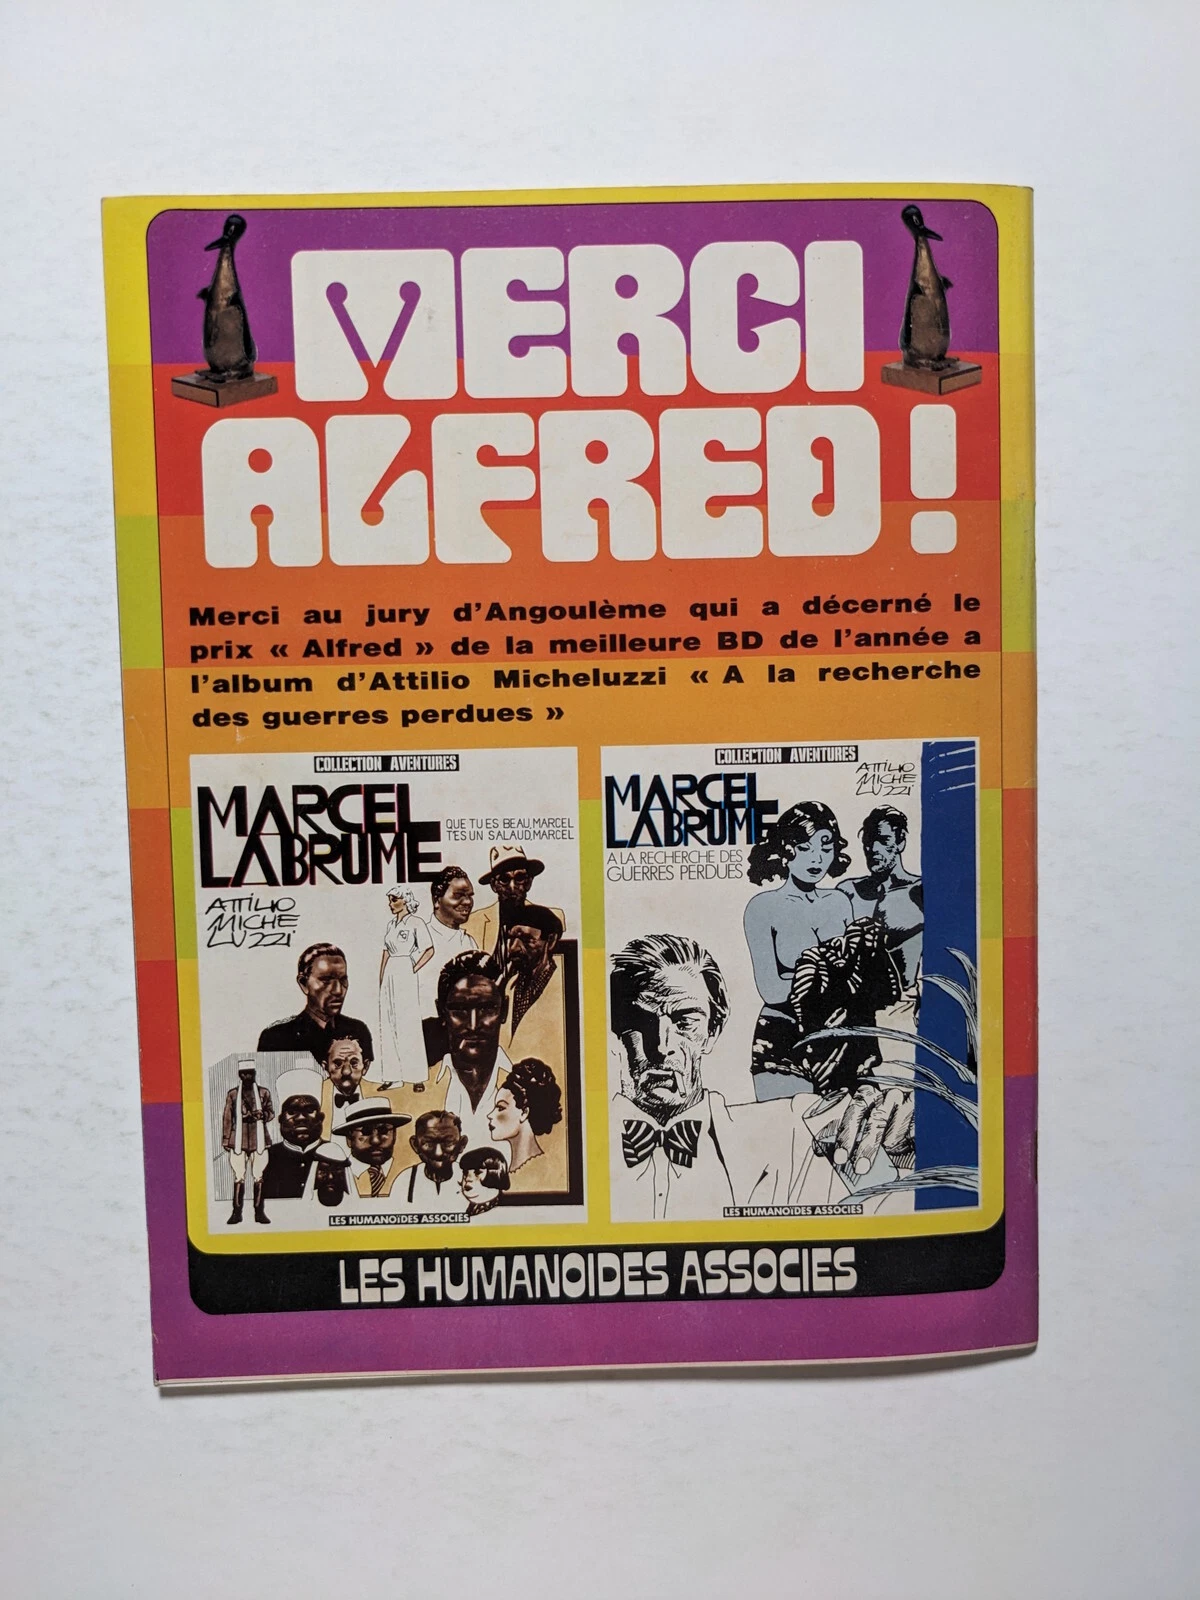 MERCI
ALFRED!
Merci au jury d'Angoulème qui a décerné le
prix « Alfred » de la meilleure BD de l'année a
l'album d'Attilio Micheluzzi « A la recherche
des guerres perdues »
COLLECTION AVENTURES
MARCEL
LABRUME
QUE TU ES BEAU, MARCEL
T'ES UN SALAUD, MARCEL
ATTILIO
MICHE
LUZZI
LES HUMANOÏDES ASSOCIÉS
COLLECTION AVENTURES
ATTILIO
MICHE
LUZZI
MARCEL
LABRUME
A LA RECHERCHE DES
GUERRES PERDUES
LES HUMANOÏDES ASSOCIÉS
LES HUMANOIDES ASSOCIES